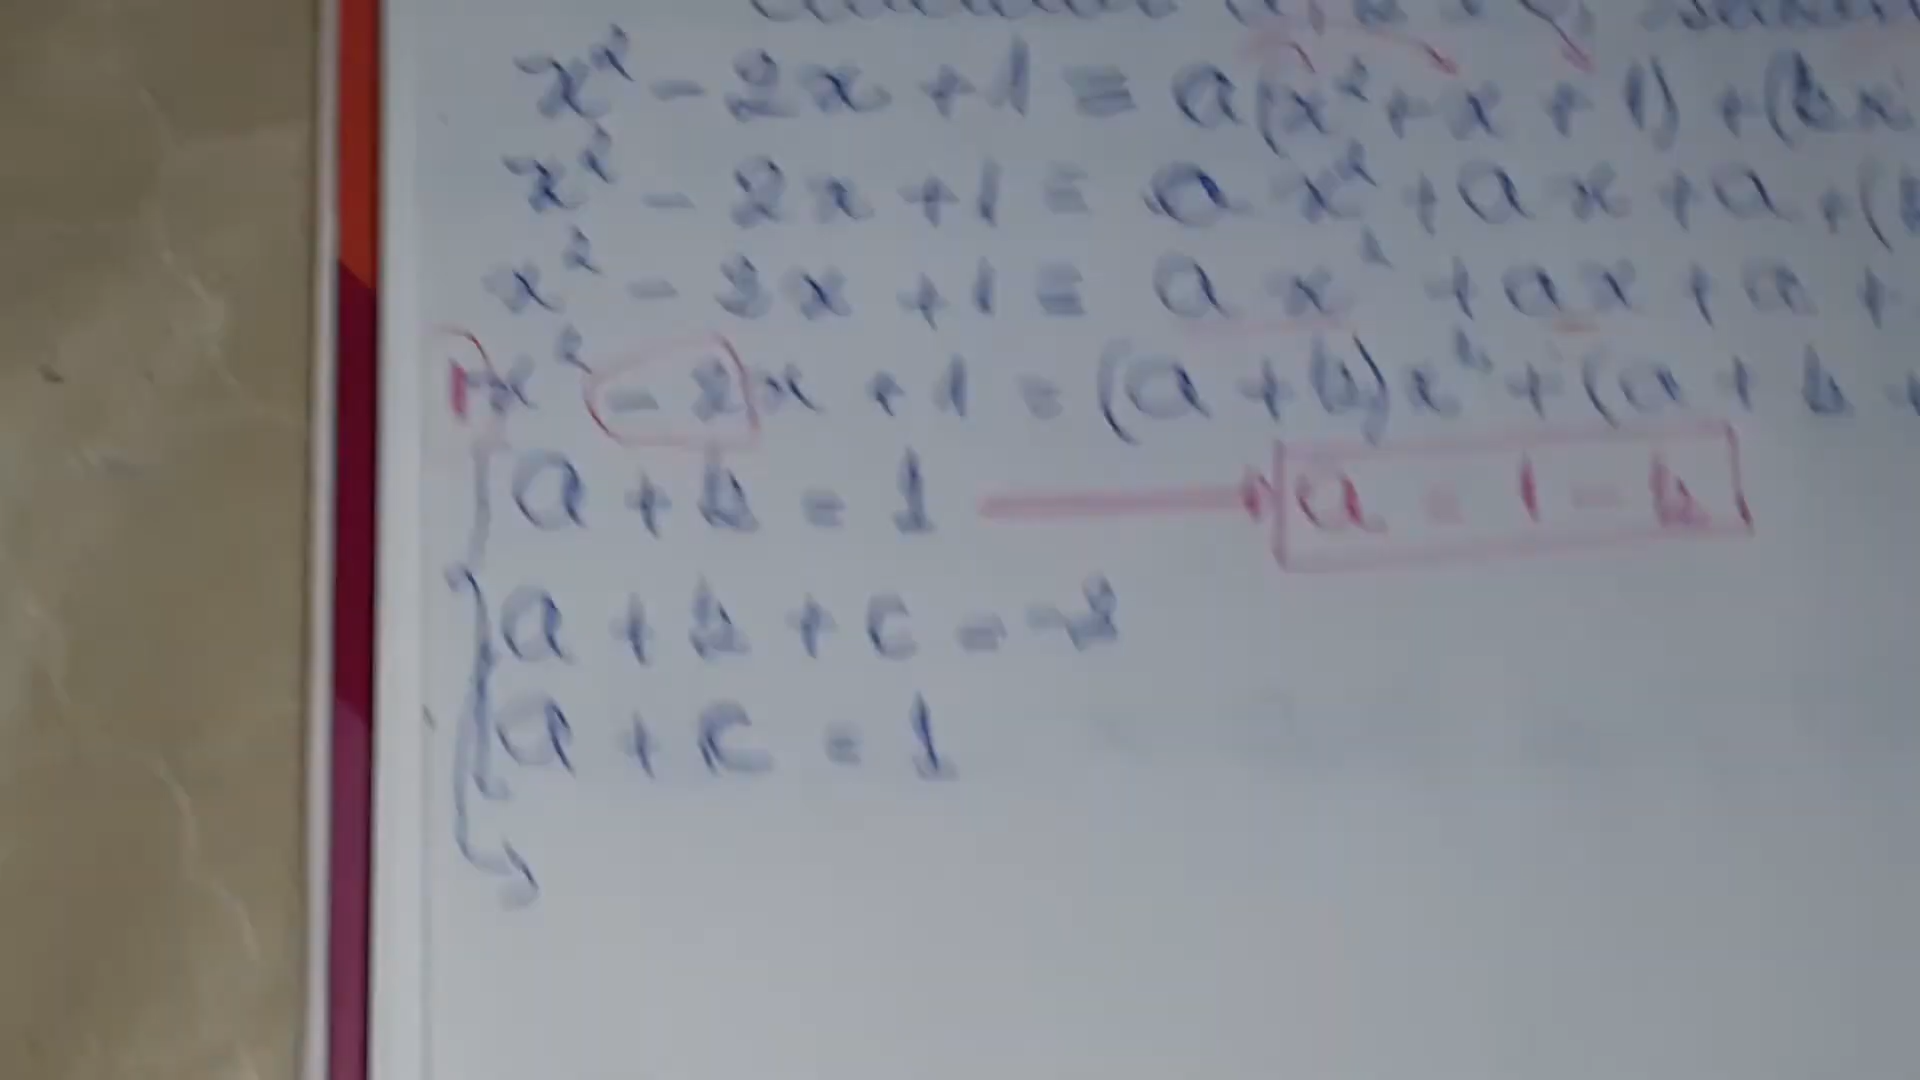 x² - 2x + 1 ≡ a(x² + x + 1) + (bx
x² - 2x + 1 ≡ ax² + ax + a + (b
x² - 2x + 1 ≡ ax² + ax + a +
1x² - 2x + 1 = (a + b)x² + (a + b +
a + b = 1 → a = 1 - b
a + b + c = -2
a + c = 1